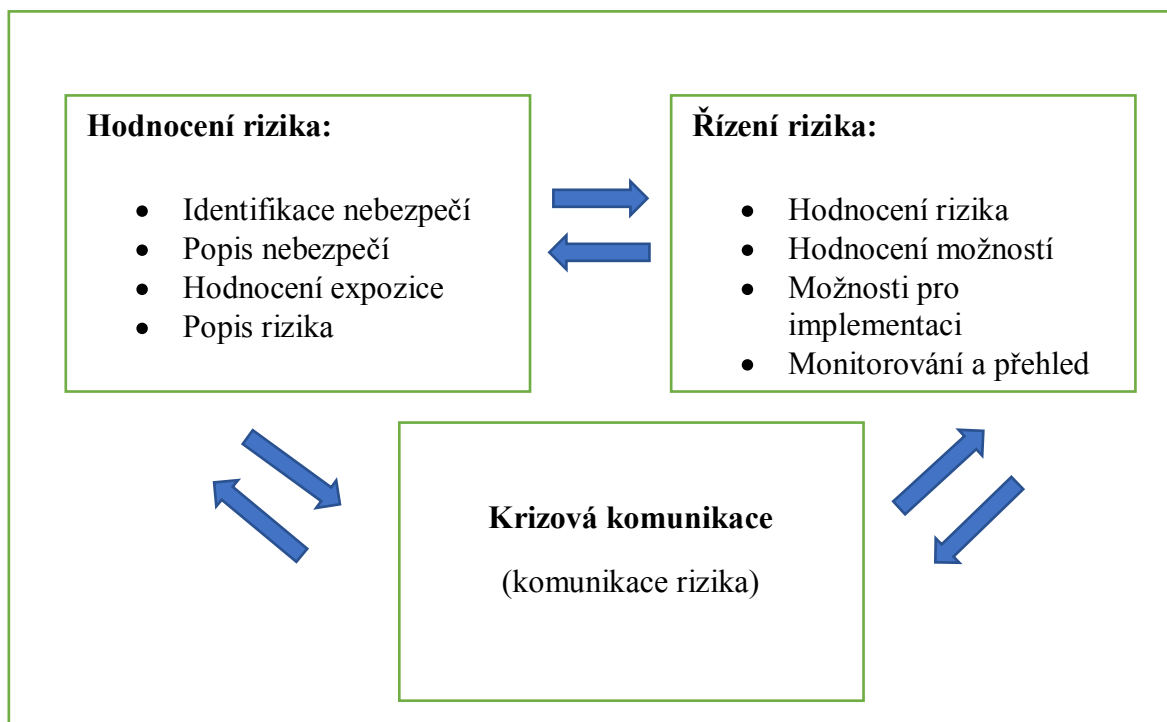 Hodnocení rizika:
• Identifikace nebezpečí
• Popis nebezpečí
• Hodnocení expozice
• Popis rizika
Řízení rizika:
• Hodnocení rizika
• Hodnocení možností
• Možnosti pro
implementaci
• Monitorování a přehled
Krizová komunikace
(komunikace rizika)